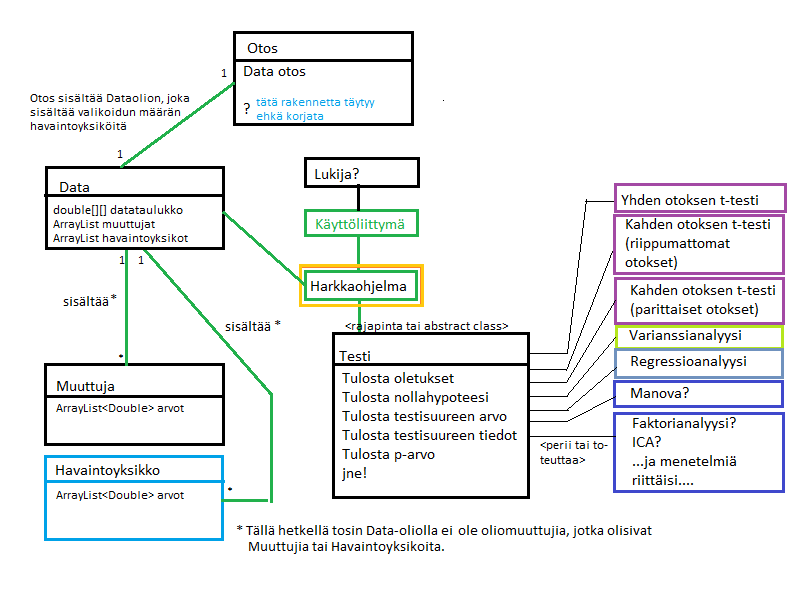 Otos
Data otos
? tätä rakennetta täytyy
ehkä korjata
1
Otos sisältää Dataolion, joka
sisältää valikoidun määrän
havaintoyksiköitä
1
Data
double[][] datataulukko
ArrayList muuttujat
ArrayList havaintoyksikot
1 1
sisältää *
sisältää *
*
Muuttuja
ArrayList<Double> arvot
Havaintoyksikko
ArrayList<Double> arvot
*
Lukija?
Käyttöliittymä
Harkkaohjelma
<rajapinta tai abstract class>
Testi
Tulosta oletukset
Tulosta nollahypoteesi
Tulosta testisuureen arvo
Tulosta testisuureen tiedot
Tulosta p-arvo
jne!
<perii tai to-
teuttaa>
Yhden otoksen t-testi
Kahden otoksen t-testi
(riippumattomat
otokset)
Kahden otoksen t-testi
(parittaiset otokset)
Varianssianalyysi
Regressioanalyysi
Manova?
Faktorianalyysi?
ICA?
...ja menetelmiä
riittäisi....
* Tällä hetkellä tosin Data-oliolla ei ole oliomuuttujia, jotka olisivat
Muuttujia tai Havaintoyksikoita.